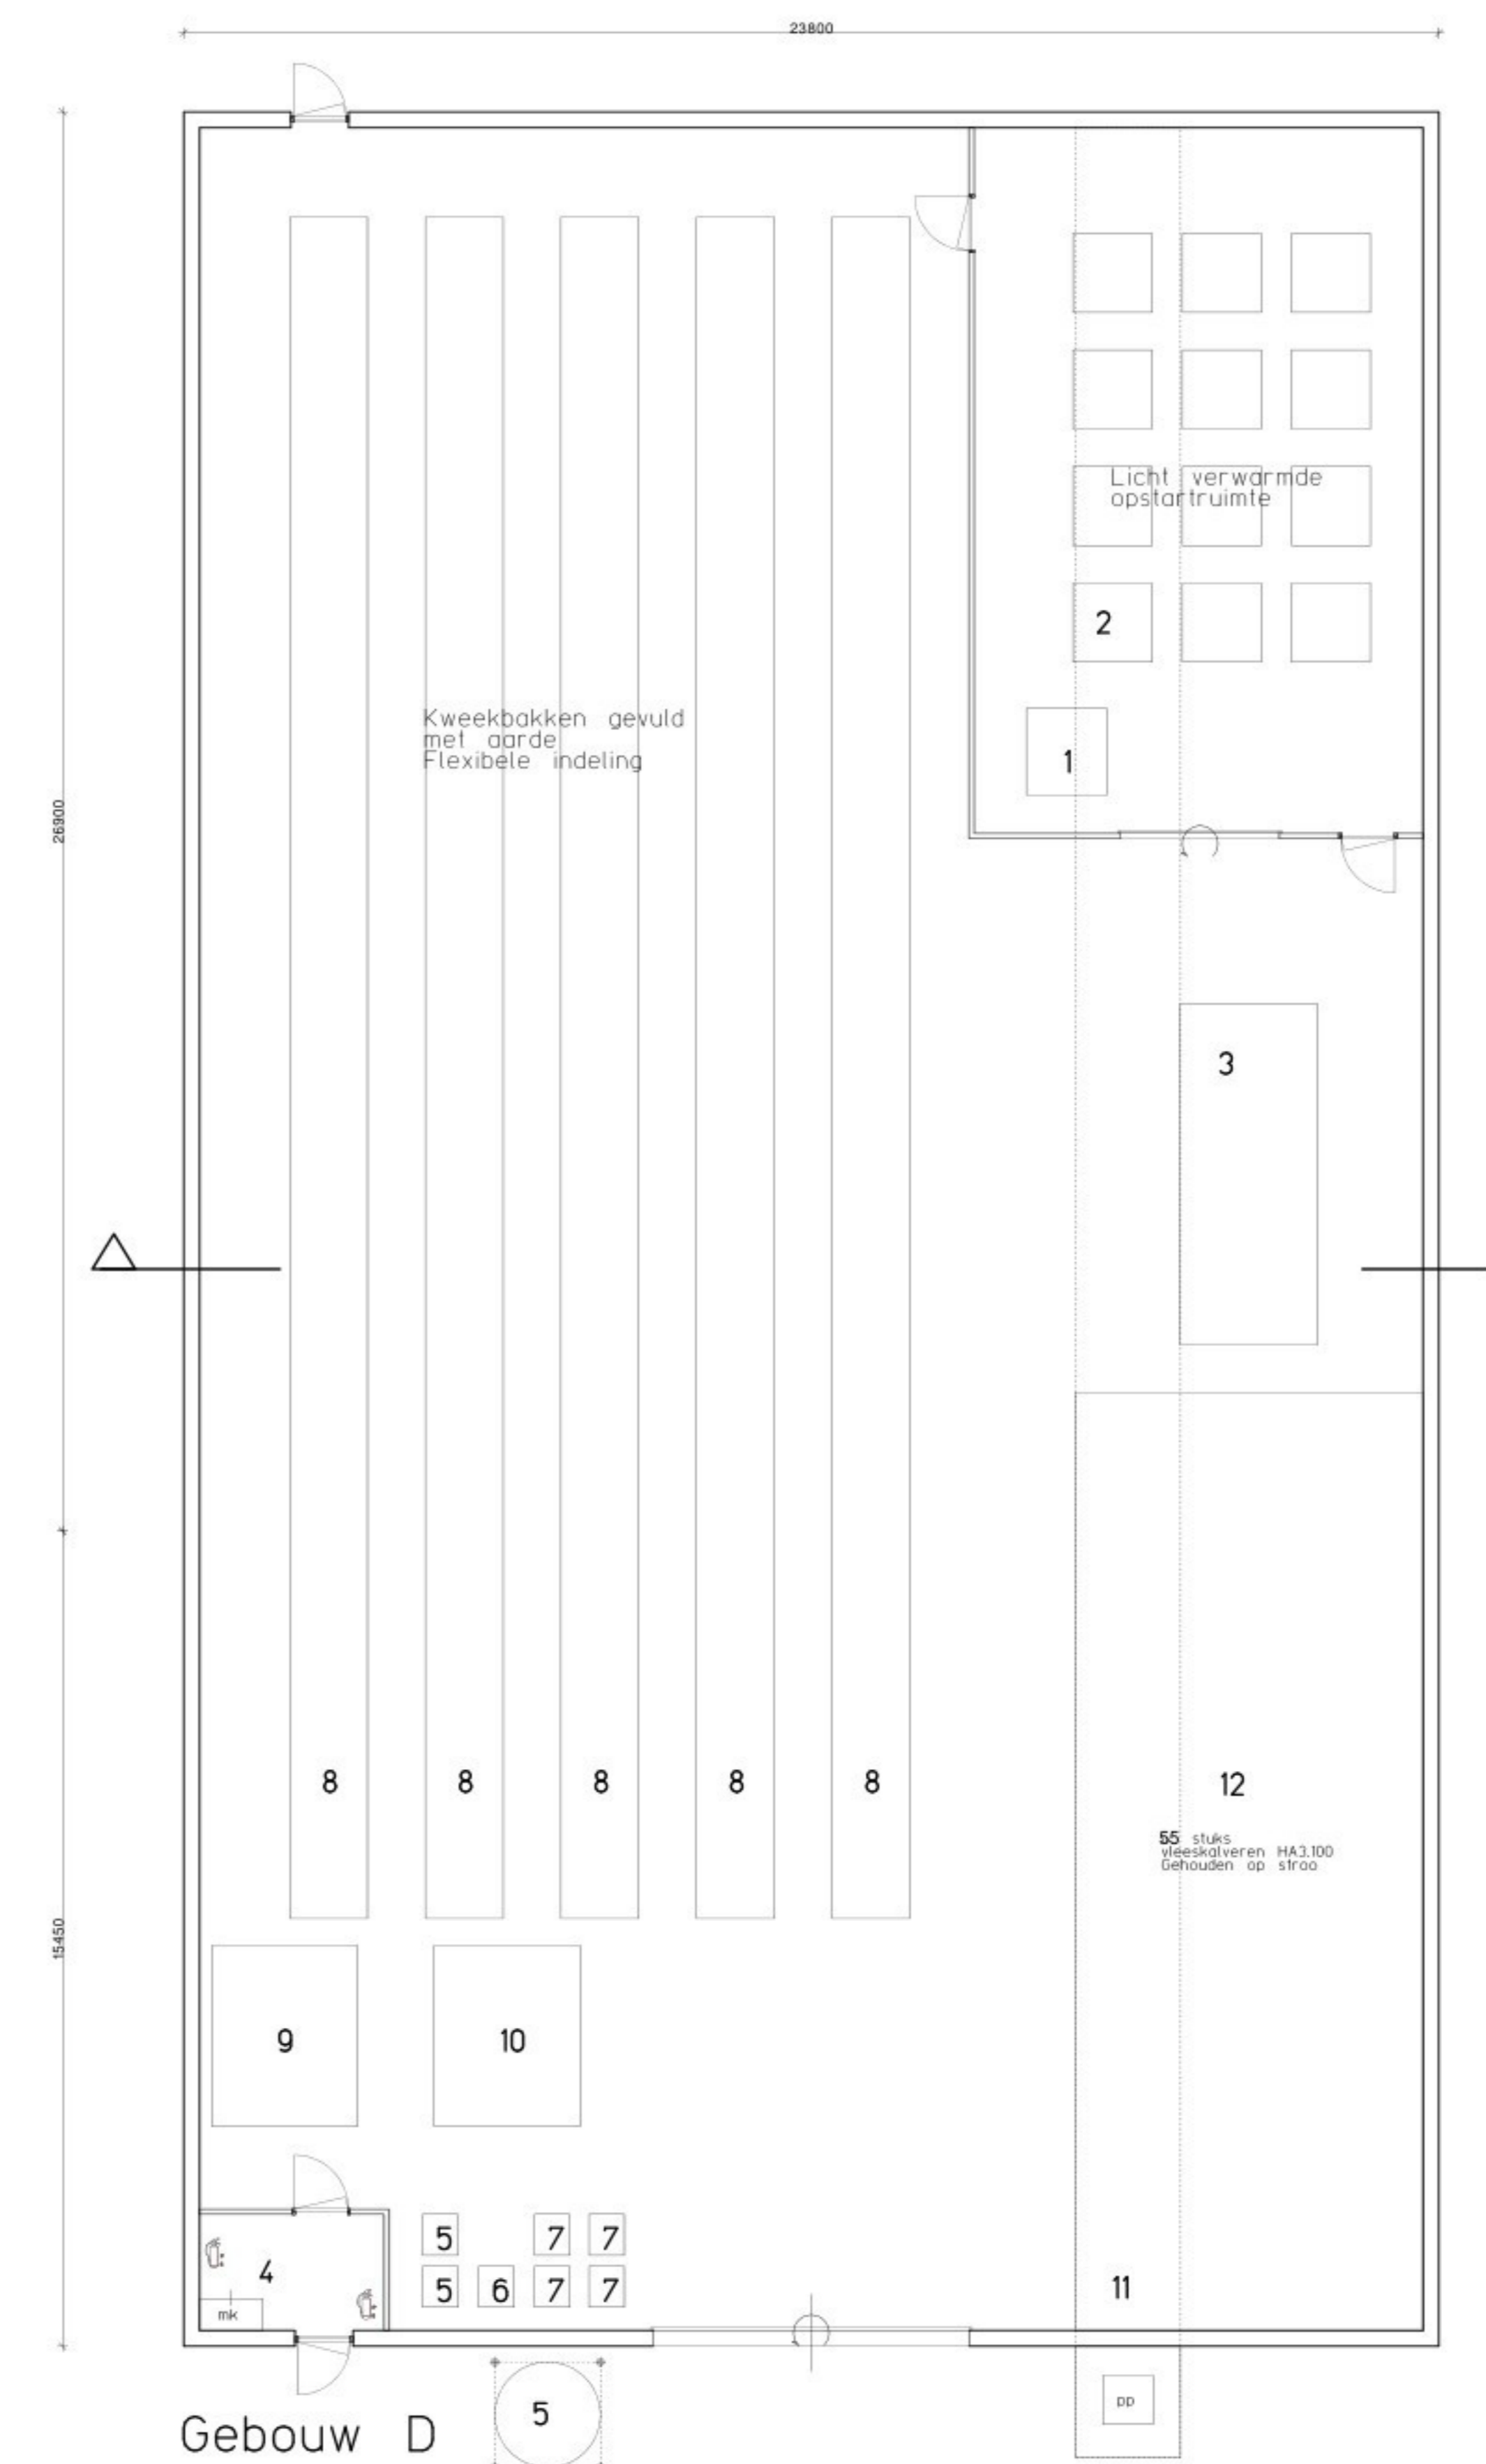 23800
Licht verwarmde
opstartruimte
2
Kweekbakken gevuld
met aarde
Flexibele indeling
1
26900
3
8 8 8 8 8
12
55 stuks
vleeskalveren HA3.100
Gehouden op stroo
15450
9 10
5 7 7
4
5 6 7 7
11
mk
pp
5
Gebouw D